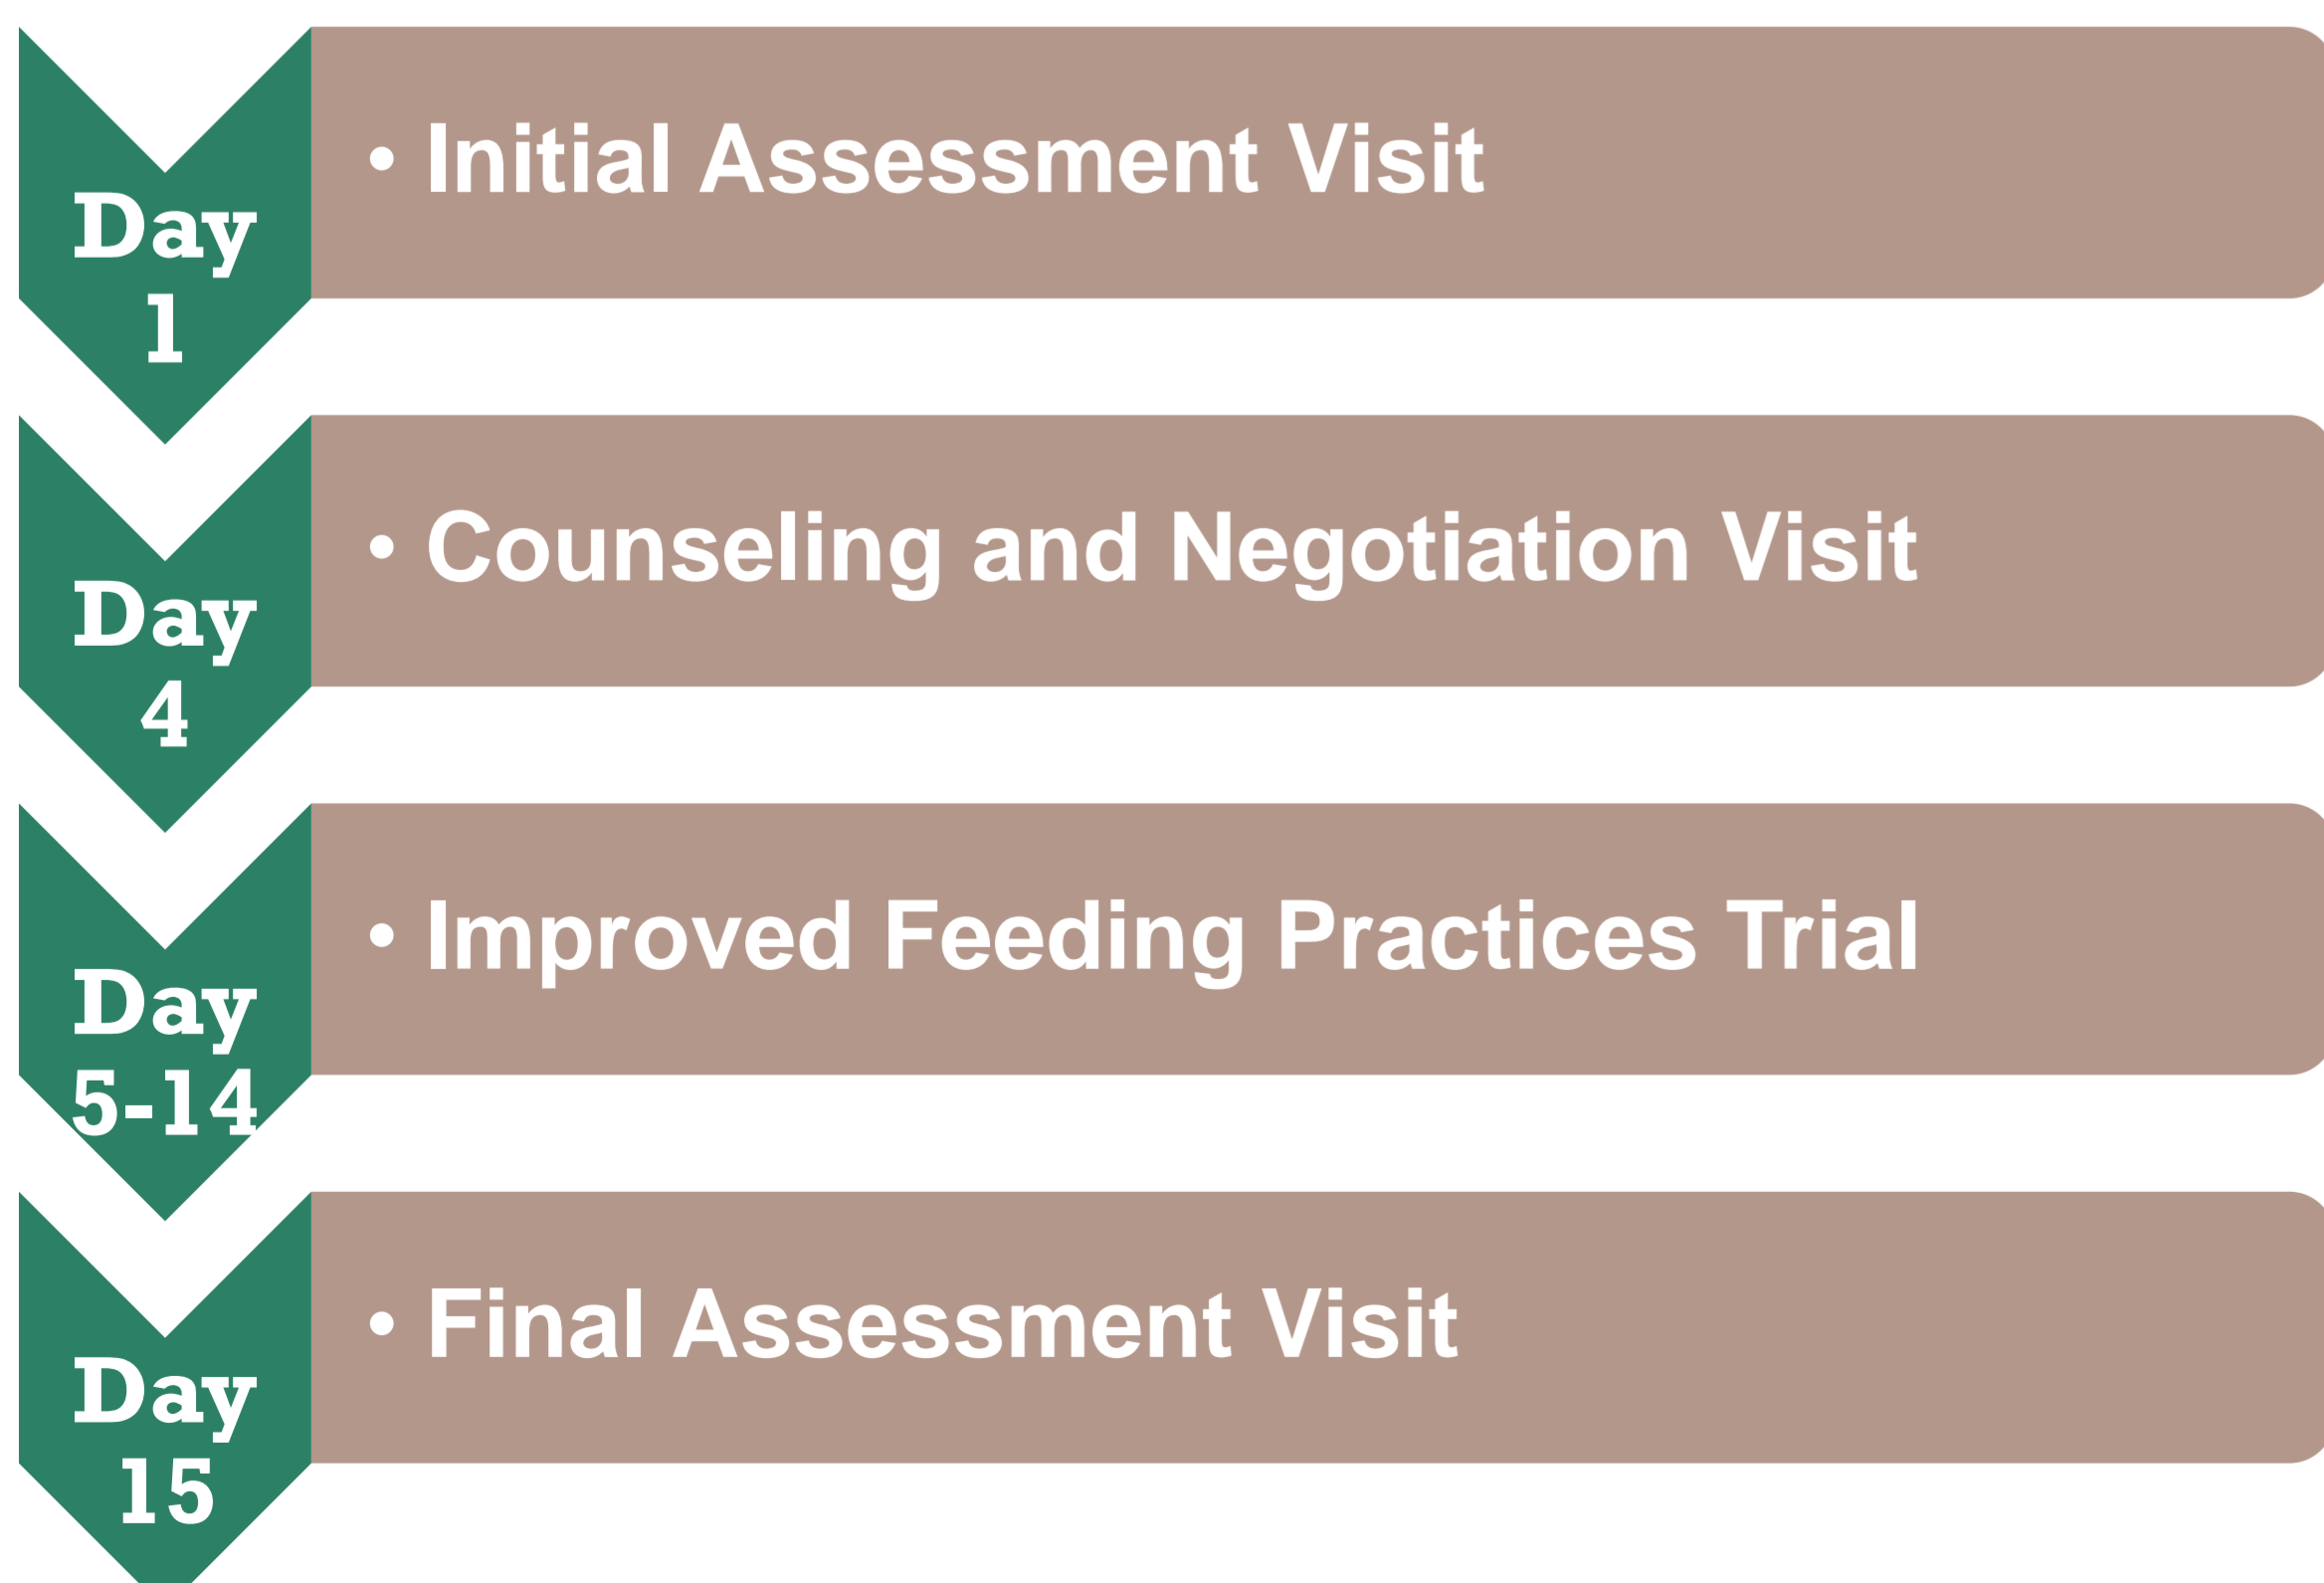 Day
1
• Initial Assessment Visit
Day
4
• Counseling and Negotiation Visit
Day
5-14
• Improved Feeding Practices Trial
Day
15
• Final Assessment Visit